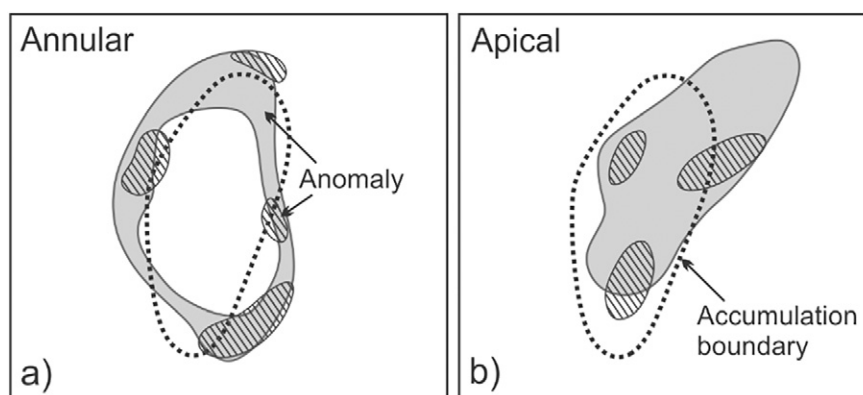 Annular
Anomaly
a)
Apical
Accumulation
boundary
b)